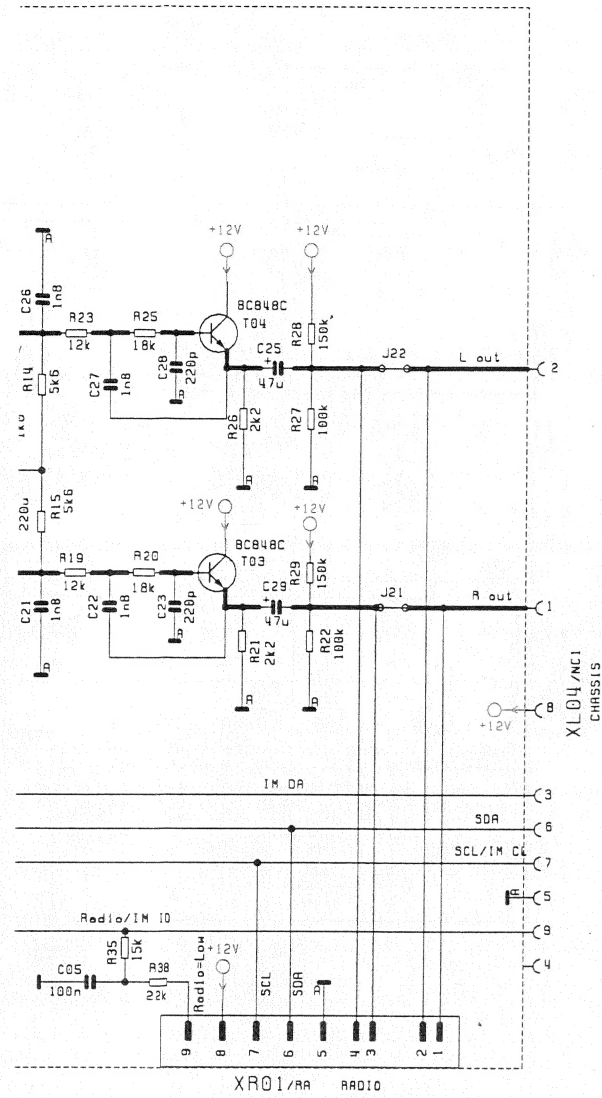 +12V
+12V
A
C26
1n8
R23
12k
R25
18k
BC848C
T04
C27
1n8
C28
220p
A
C25
+
47u
R28
150k
J22
L out
2
R14
5k6
1k0
R26
2k2
A
R27
100k
A
220u
R15
5k6
+12V
+12V
R19
12k
R20
18k
BC848C
T03
C21
1n8
A
C22
1n8
C23
220p
A
C29
+
47u
R29
150k
J21
R out
1
R21
2k2
A
R22
100k
A
+12V
8
XL04/NC1
CHASSIS
IM DA
3
SDA
6
SCL/IM CL
7
A
5
Radio/IM IO
9
4
R35
15k
C05
100n
R38
22k
Radio=Low
+12V
SCL
SDA
A
9
8
7
6
5
4
3
2
1
XR01/RA RADIO